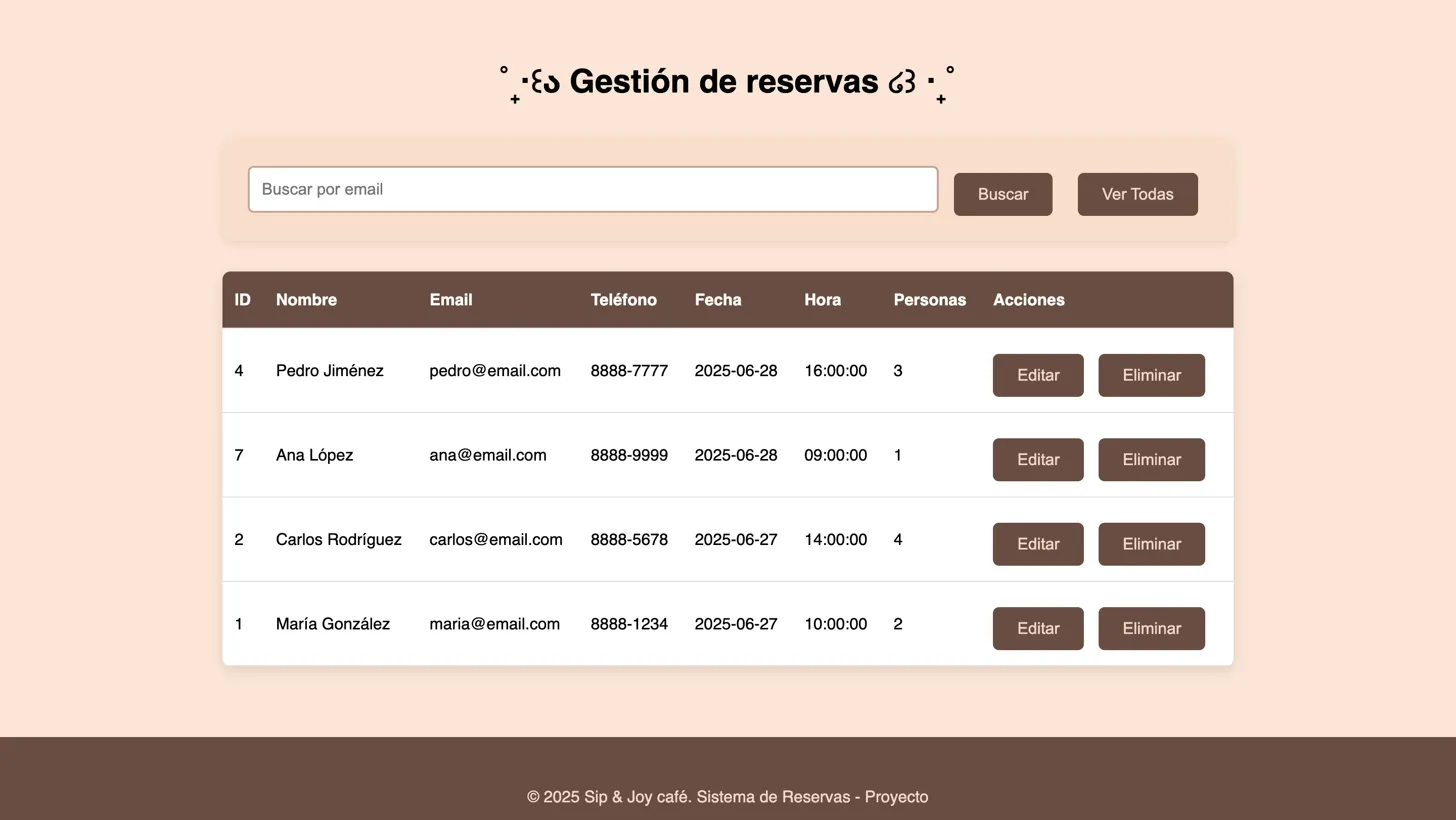 ˚₊‧꒰ა Gestión de reservas ໒꒱ ‧₊˚
Buscar por email
Buscar
Ver Todas
ID Nombre Email Teléfono Fecha Hora Personas Acciones
4 Pedro Jiménez pedro@email.com 8888-7777 2025-06-28 16:00:00 3 Editar Eliminar
7 Ana López ana@email.com 8888-9999 2025-06-28 09:00:00 1 Editar Eliminar
2 Carlos Rodríguez carlos@email.com 8888-5678 2025-06-27 14:00:00 4 Editar Eliminar
1 María González maria@email.com 8888-1234 2025-06-27 10:00:00 2 Editar Eliminar
© 2025 Sip & Joy café. Sistema de Reservas - Proyecto